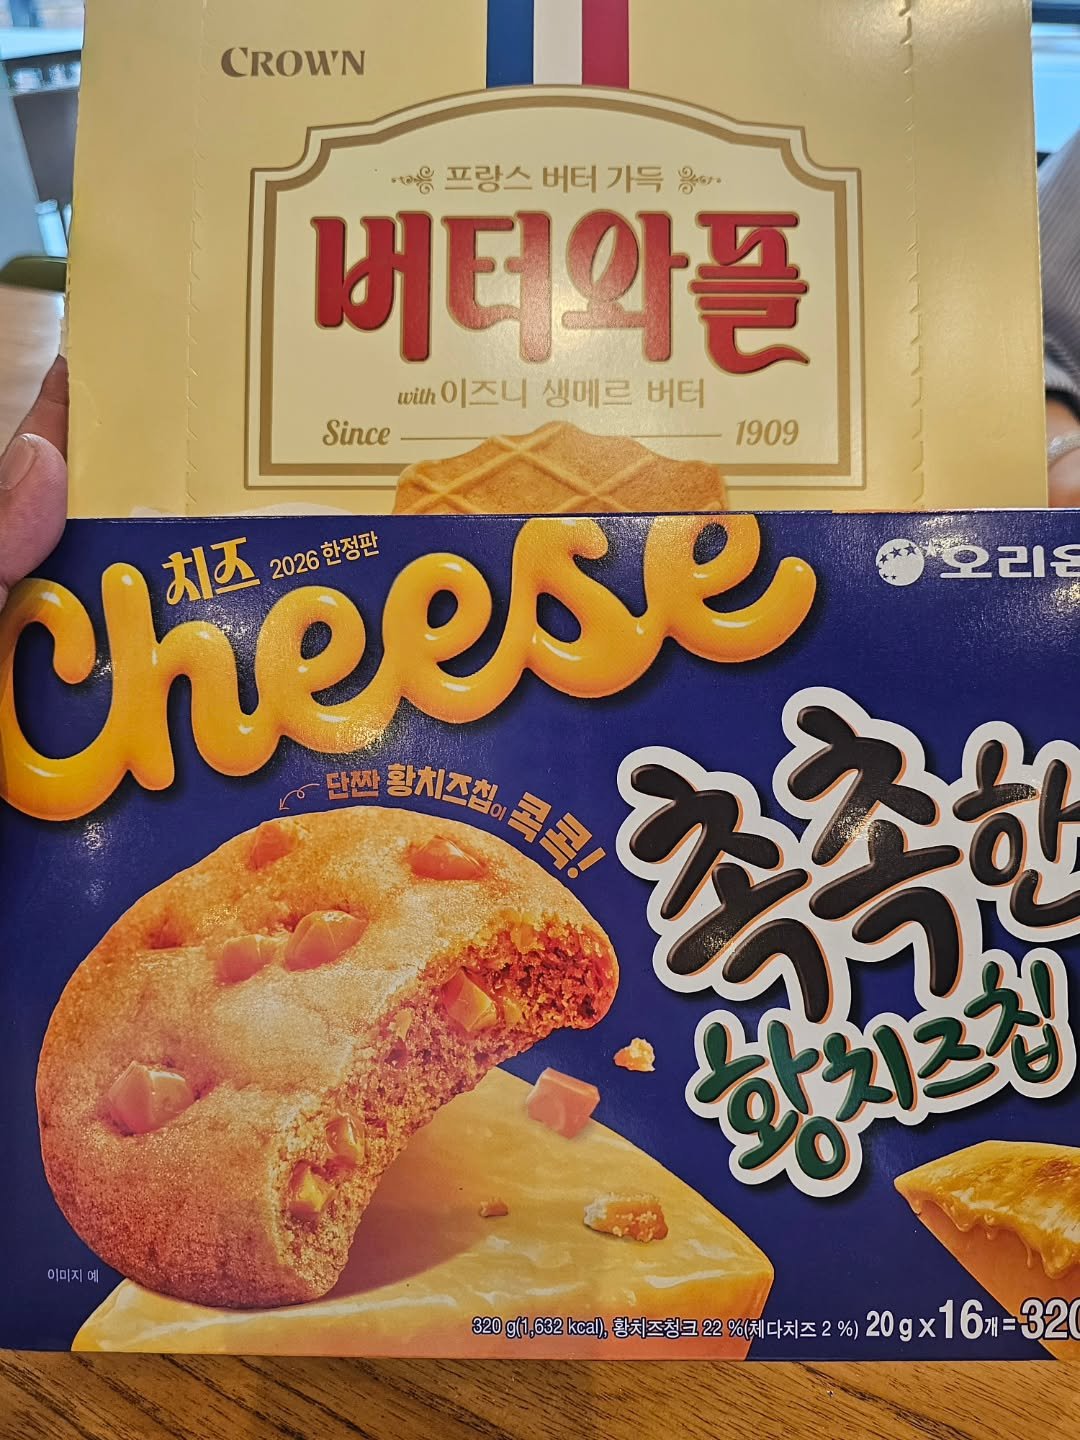 CROWN
프랑스 버터 가득
버터와플
with 이즈니 생메르 버터
Since 1909
치즈 2026 한정판
Cheese
오리온
단짠 황치즈칩이 콕콕!
촉촉한
황치즈칩
이미지 예
320 g(1,632 kcal), 황치즈청크 22 %(체다치즈 2 %) 20 g x 16개 = 320